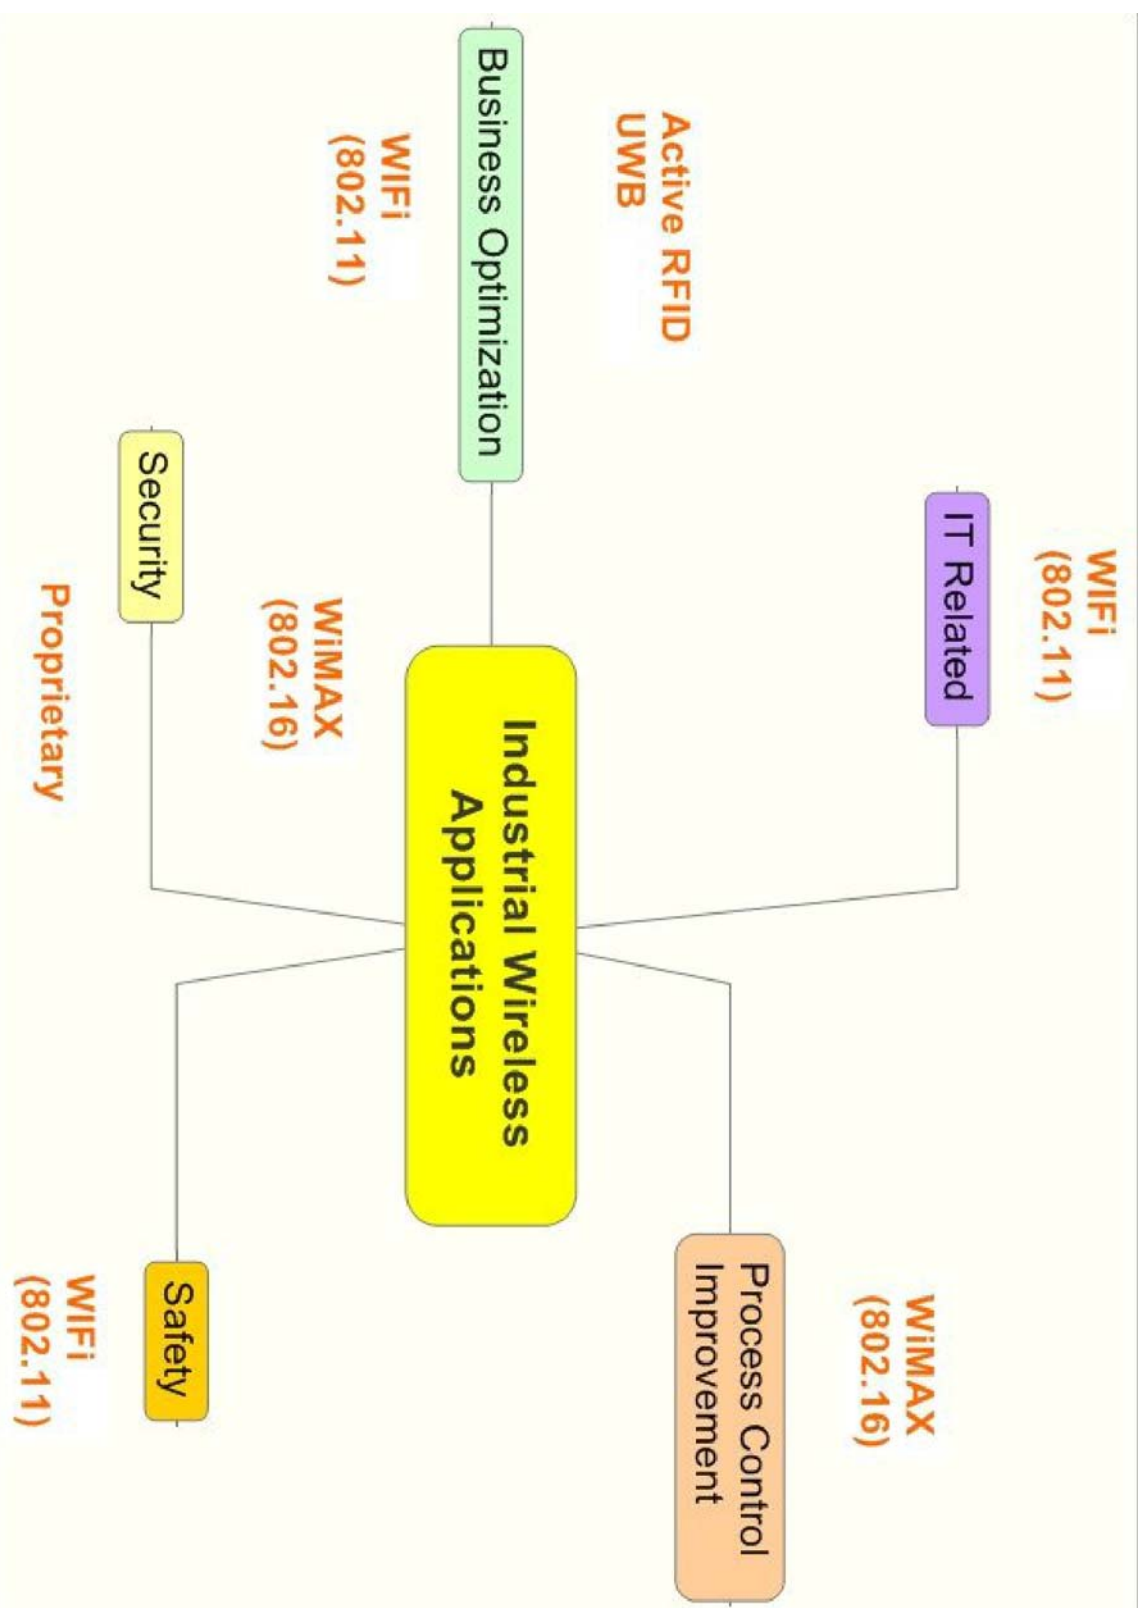 WIFi
(802.11)
IT Related
WiMAX
(802.16)
Process Control
Improvement
Active RFID
UWB
Business Optimization
WIFi
(802.11)
Industrial Wireless
Applications
WiMAX
(802.16)
Security
Proprietary
Safety
WIFi
(802.11)